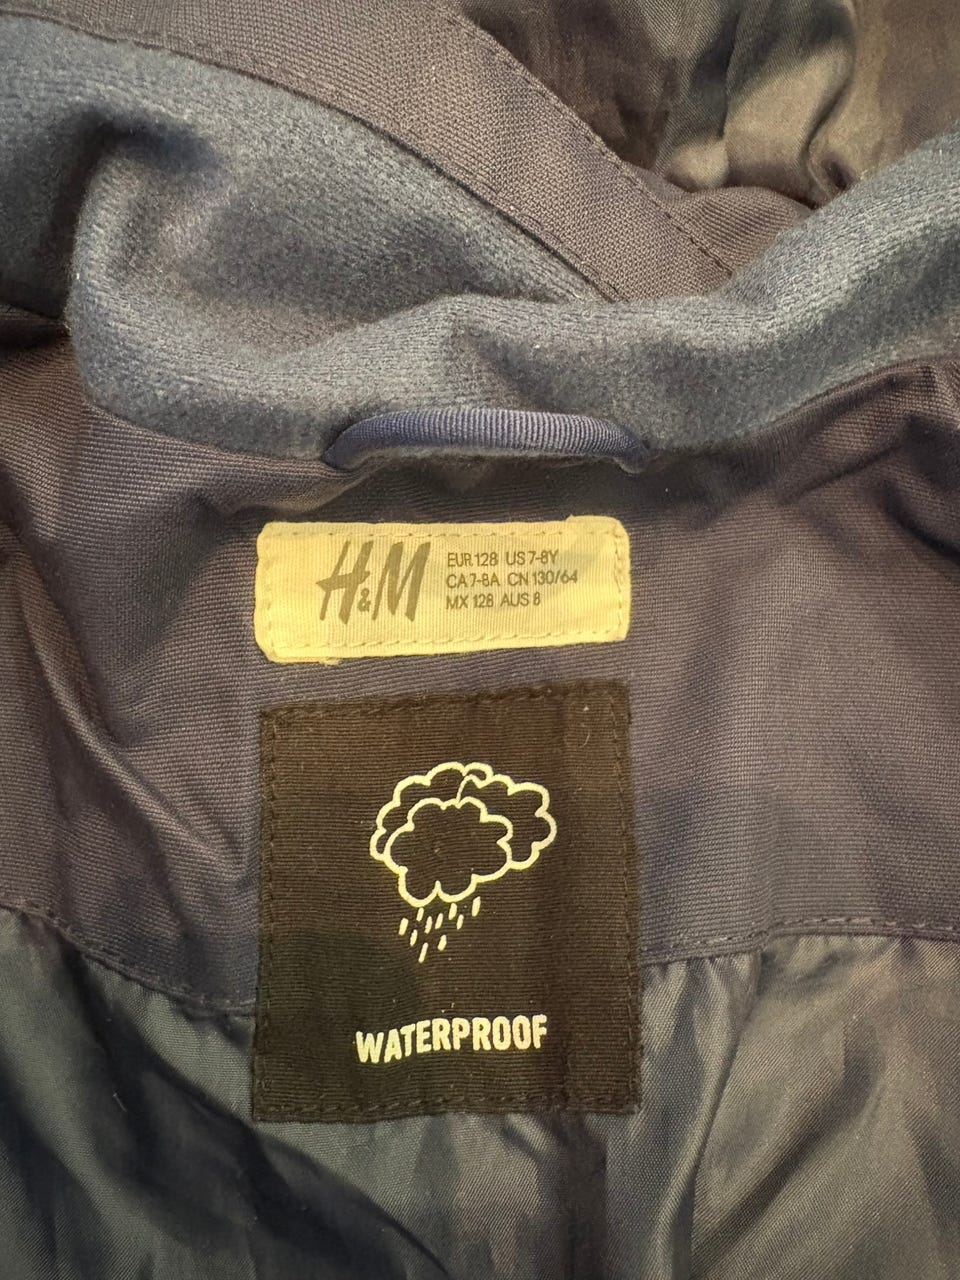 H&M
EUR 128 US 7-8Y
CA 7-8A CN 130/64
MX 128 AUS 8
WATERPROOF